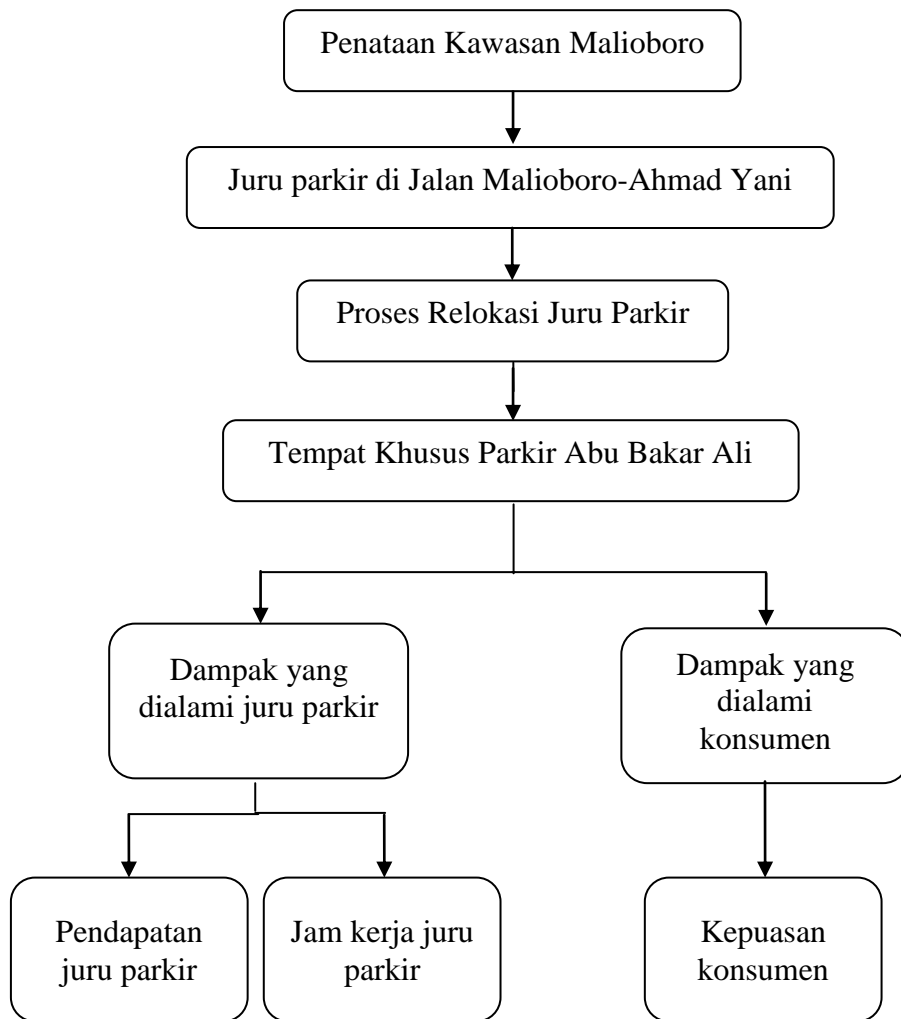 Penataan Kawasan Malioboro
Juru parkir di Jalan Malioboro-Ahmad Yani
Proses Relokasi Juru Parkir
Tempat Khusus Parkir Abu Bakar Ali
Dampak yang
dialami juru parkir
Dampak yang
dialami
konsumen
Pendapatan
juru parkir
Jam kerja juru
parkir
Kepuasan
konsumen